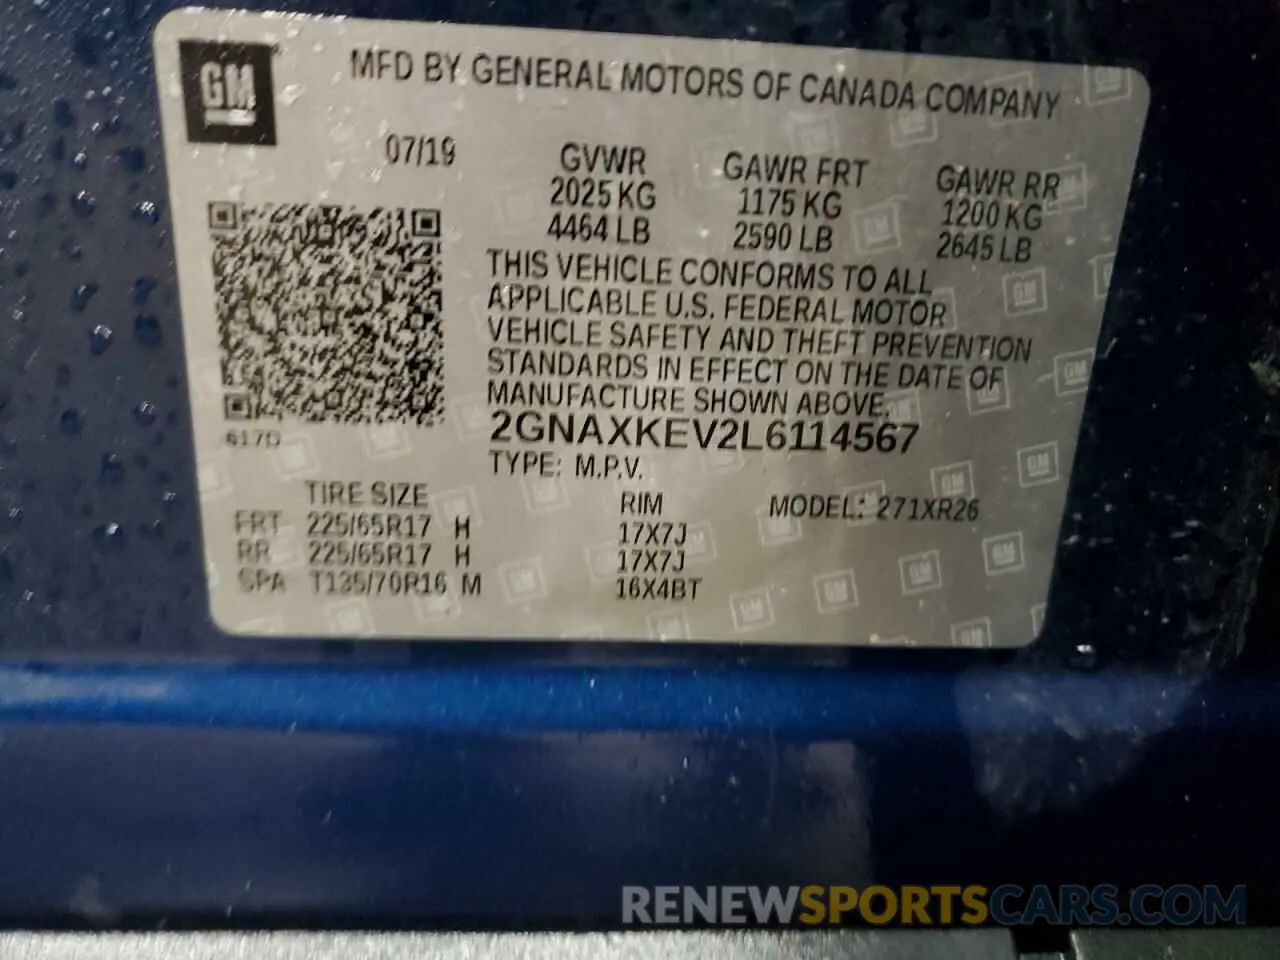 GM
MFD BY GENERAL MOTORS OF CANADA COMPANY
07/19
GVWR
2025 KG
4464 LB
GAWR FRT
1175 KG
2590 LB
GAWR RR
1200 KG
2645 LB
THIS VEHICLE CONFORMS TO ALL
APPLICABLE U.S. FEDERAL MOTOR
VEHICLE SAFETY AND THEFT PREVENTION
STANDARDS IN EFFECT ON THE DATE OF
MANUFACTURE SHOWN ABOVE.
2GNAXKEV2L6114567
617D
TYPE: M.P.V.
TIRE SIZE RIM MODEL: 271XR26
FRT 225/65R17 H 17X7J
RR 225/65R17 H 17X7J
SPA T135/70R16 M 16X4BT
RENEWSPORTSCARS.COM